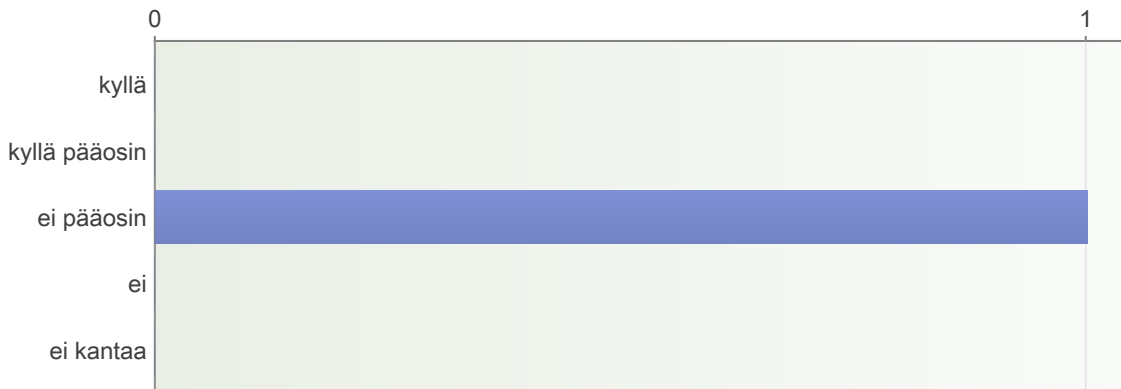 0 1
kyllä
kyllä pääosin
ei pääosin
ei
ei kantaa